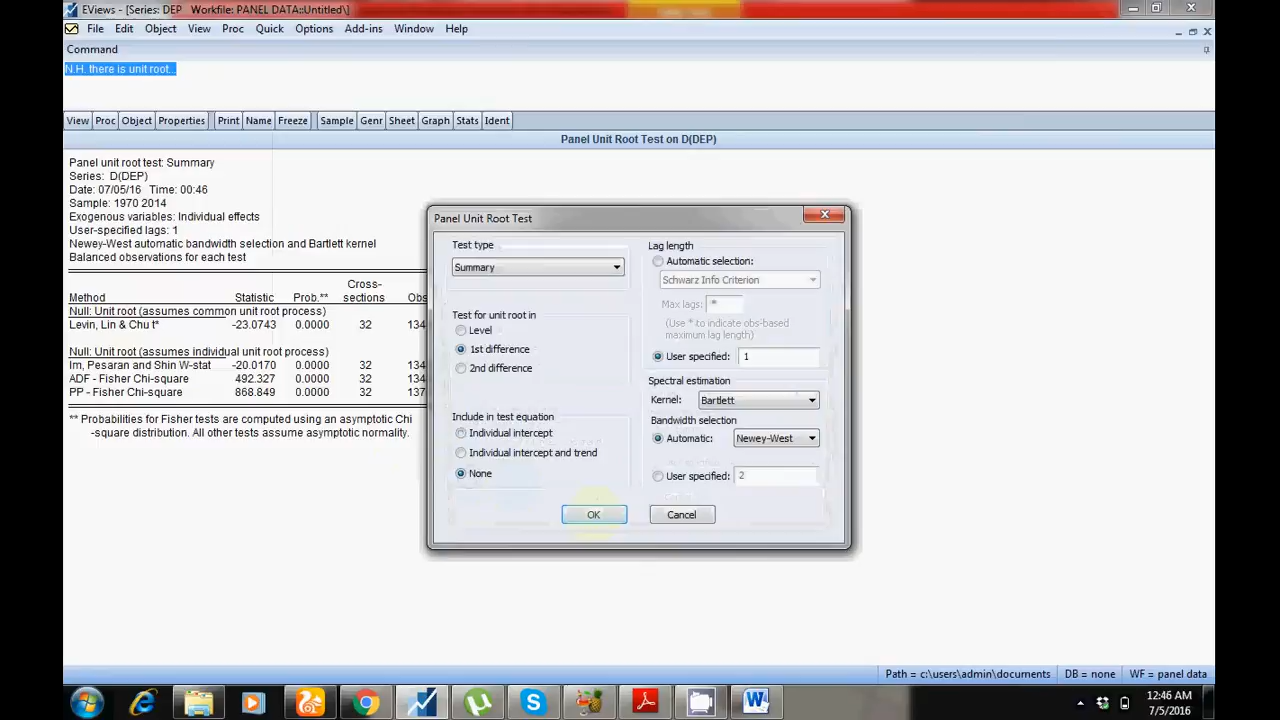 EViews - [Series: DEP Workfile: PANEL DATA::Untitled\]
File Edit Object View Proc Quick Options Add-ins Window Help
Command
N.H. there is unit root...
View Proc Object Properties Print Name Freeze Sample Genr Sheet Graph Stats Ident
Panel Unit Root Test on D(DEP)
Panel unit root test: Summary
Series: D(DEP)
Date: 07/05/16 Time: 00:46
Sample: 1970 2014
Exogenous variables: Individual effects
User-specified lags: 1
Newey-West automatic bandwidth selection and Bartlett kernel
Balanced observations for each test
Cross-
Method Statistic Prob.** sections Obs
Null: Unit root (assumes common unit root process)
Levin, Lin & Chu t* -23.0743 0.0000 32 134
Null: Unit root (assumes individual unit root process)
Im, Pesaran and Shin W-stat -20.0170 0.0000 32 134
ADF - Fisher Chi-square 492.327 0.0000 32 134
PP - Fisher Chi-square 868.849 0.0000 32 137
** Probabilities for Fisher tests are computed using an asymptotic Chi
-square distribution. All other tests assume asymptotic normality.
Panel Unit Root Test
Test type
Summary
Test for unit root in
Level
1st difference
2nd difference
Include in test equation
Individual intercept
Individual intercept and trend
None
Lag length
Automatic selection:
Schwarz Info Criterion
Max lags: *
(Use * to indicate obs-based
maximum lag length)
User specified: 1
Spectral estimation
Kernel: Bartlett
Bandwidth selection
Automatic: Newey-West
User specified: 2
OK Cancel
Path = c:\users\admin\documents DB = none WF = panel data
12:46 AM
7/5/2016